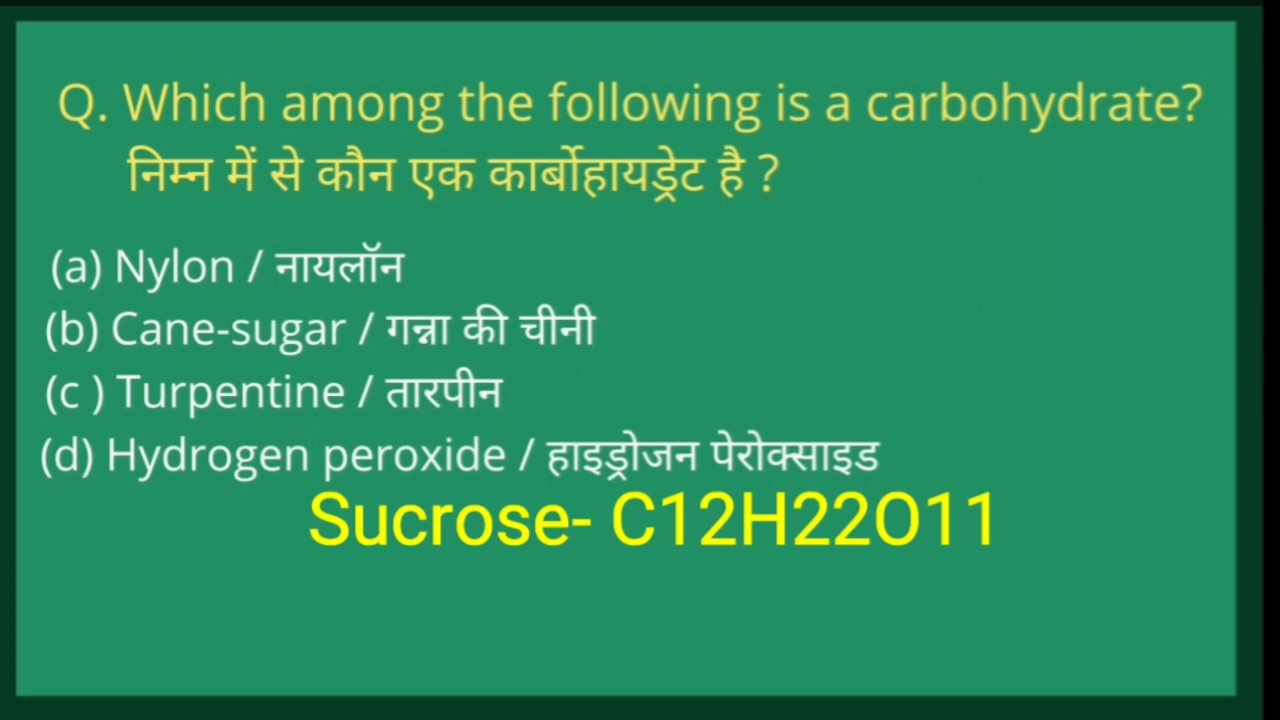 Q. Which among the following is a carbohydrate?
निम्न में से कौन एक कार्बोहायड्रेट है ?
(a) Nylon / नायलॉन
(b) Cane-sugar / गन्ना की चीनी
(c ) Turpentine / तारपीन
(d) Hydrogen peroxide / हाइड्रोजन पेरोक्साइड
Sucrose- C12H22O11